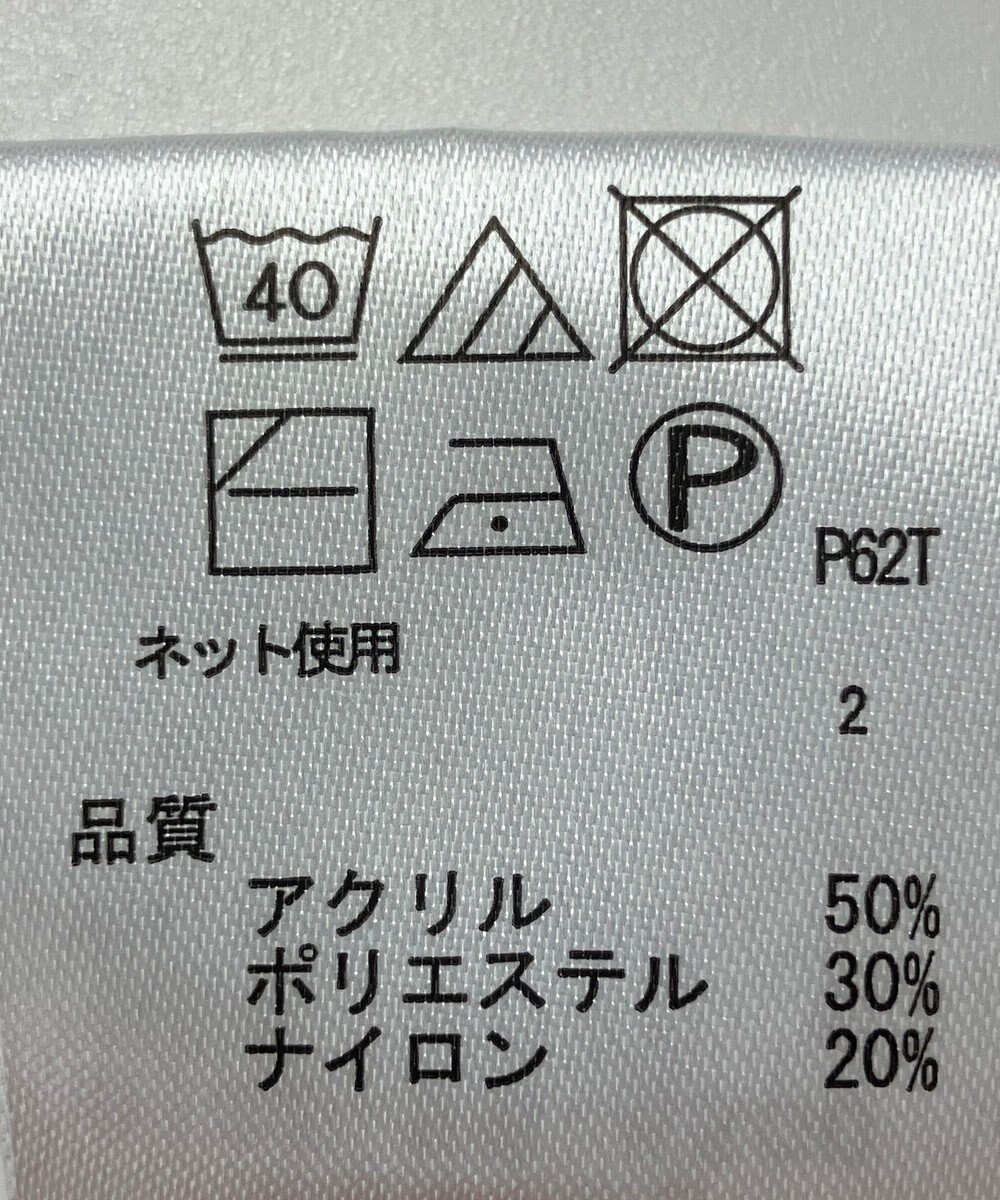 40
P
P62T
ネット使用
2
品質
アクリル 50%
ポリエステル 30%
ナイロン 20%